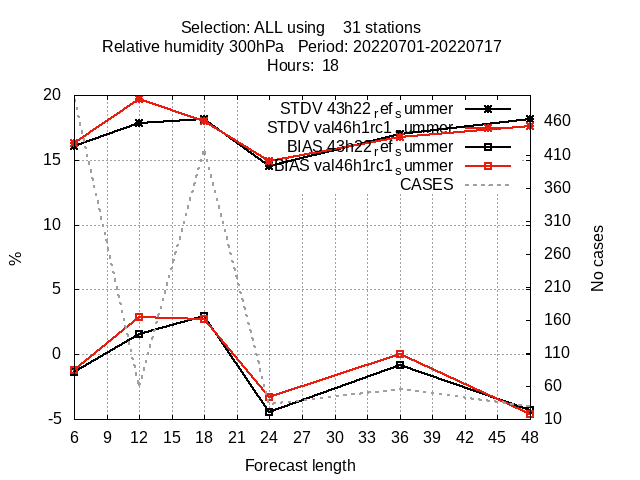 Selection: ALL using    31 stations
Relative humidity 300hPa   Period: 20220701-20220717
Hours:  18
STDV 43h22_ref_summer
STDV val46h1rc1_summer
BIAS 43h22_ref_summer
BIAS val46h1rc1_summer
CASES
20
15
10
5
0
-5
%
460
410
360
310
260
210
160
110
60
10
No cases
6 9 12 15 18 21 24 27 30 33 36 39 42 45 48
Forecast length